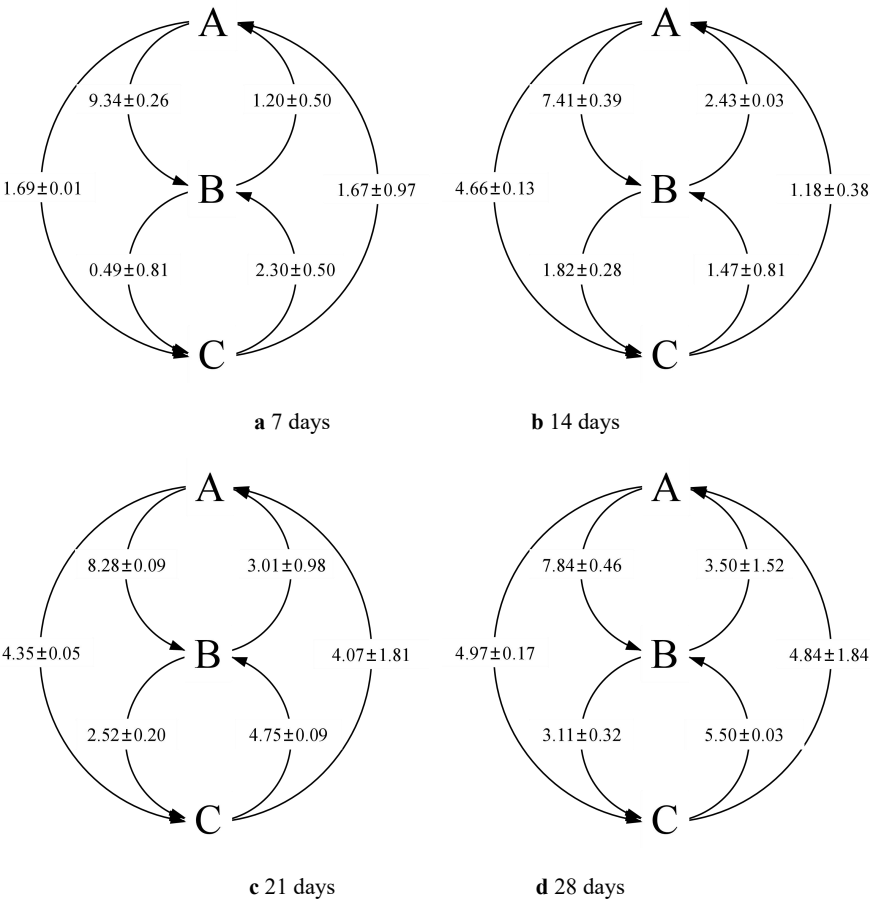 A
9.34±0.26
1.20±0.50
1.69±0.01
B
1.67±0.97
0.49±0.81
2.30±0.50
C
a 7 days
A
7.41±0.39
2.43±0.03
4.66±0.13
B
1.18±0.38
1.82±0.28
1.47±0.81
C
b 14 days
A
8.28±0.09
3.01±0.98
4.35±0.05
B
4.07±1.81
2.52±0.20
4.75±0.09
C
c 21 days
A
7.84±0.46
3.50±1.52
4.97±0.17
B
4.84±1.84
3.11±0.32
5.50±0.03
C
d 28 days